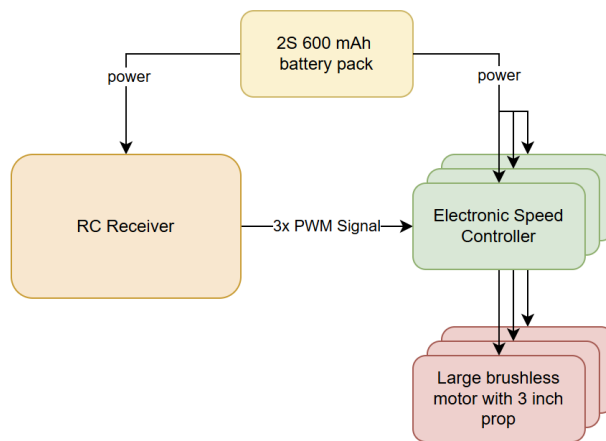 2S 600 mAh
battery pack
power
power
RC Receiver
3x PWM Signal
Electronic Speed
Controller
Large brushless
motor with 3 inch
prop